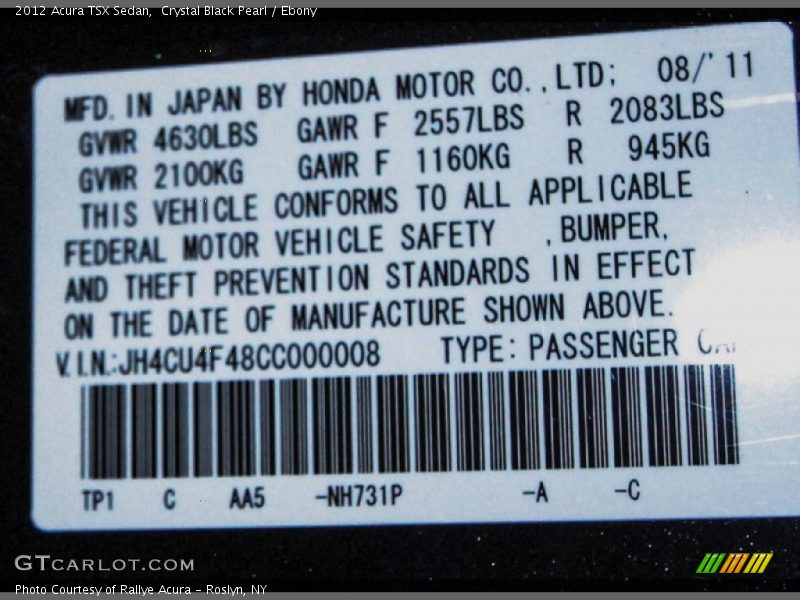 2012 Acura TSX Sedan,  Crystal Black Pearl / Ebony
MFD. IN JAPAN BY HONDA MOTOR CO., LTD; 08/'11
GVWR 4630LBS GAWR F 2557LBS R 2083LBS
GVWR 2100KG GAWR F 1160KG R 945KG
THIS VEHICLE CONFORMS TO ALL APPLICABLE
FEDERAL MOTOR VEHICLE SAFETY ,BUMPER,
AND THEFT PREVENTION STANDARDS IN EFFECT
ON THE DATE OF MANUFACTURE SHOWN ABOVE.
V.I.N.:JH4CU4F48CC000008 TYPE: PASSENGER
TP1 C AA5 -NH731P -A -C
GTCARLOT.COM
Photo Courtesy of Rallye Acura – Roslyn, NY